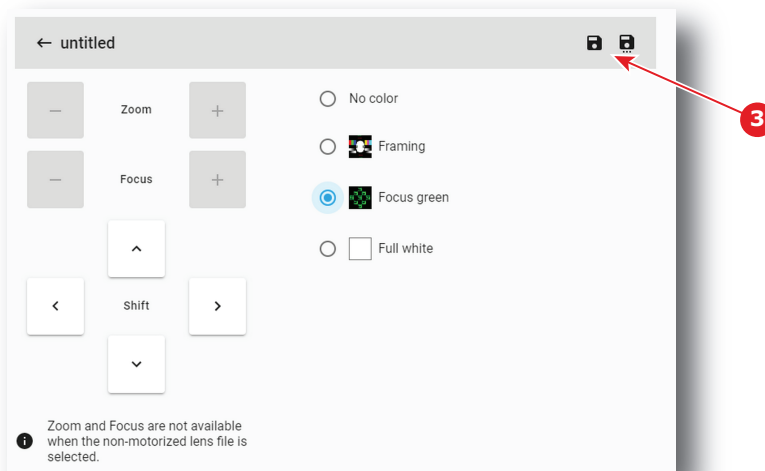 ← untitled
3
− Zoom +
− Focus +
Shift
No color
Framing
Focus green
Full white
Zoom and Focus are not available
when the non-motorized lens file is
selected.